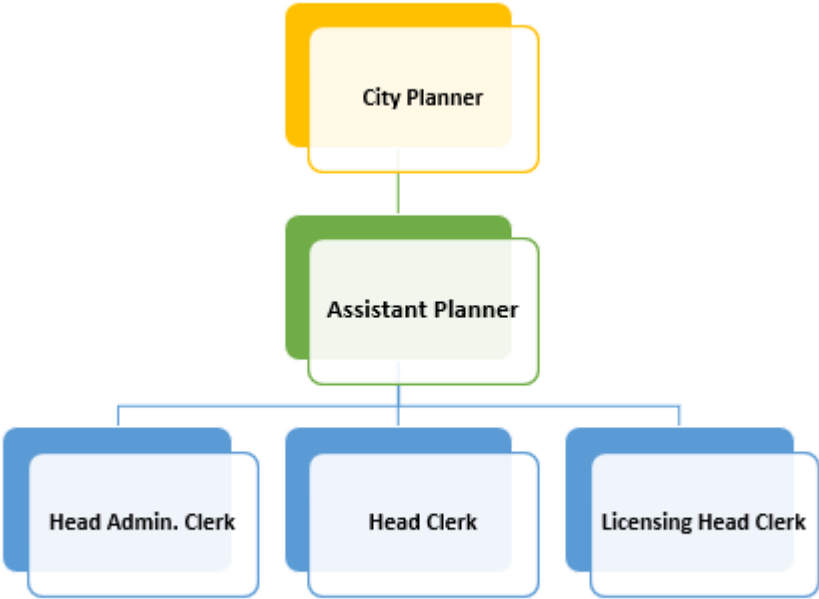 City Planner
Assistant Planner
Head Admin. Clerk
Head Clerk
Licensing Head Clerk